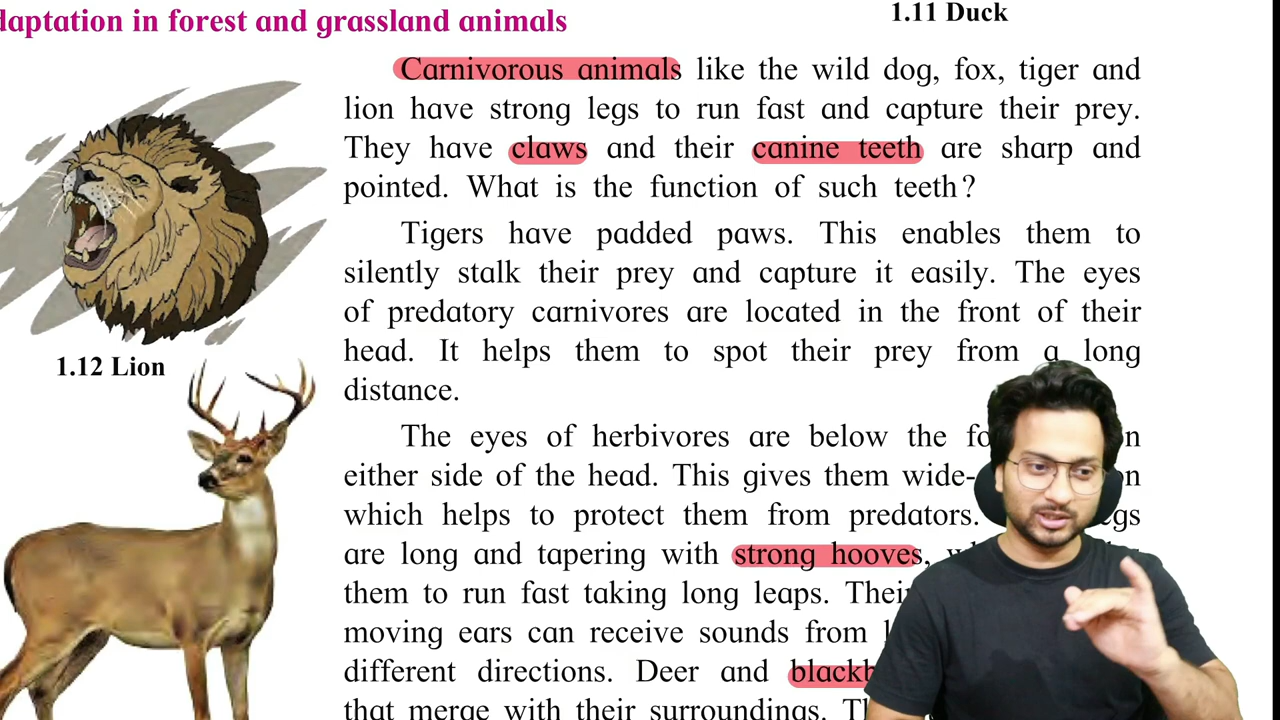 daptation in forest and grassland animals
1.11 Duck
Carnivorous animals like the wild dog, fox, tiger and
lion have strong legs to run fast and capture their prey.
They have claws and their canine teeth are sharp and
pointed. What is the function of such teeth?
Tigers have padded paws. This enables them to
silently stalk their prey and capture it easily. The eyes
of predatory carnivores are located in the front of their
head. It helps them to spot their prey from a long
distance.
1.12 Lion
The eyes of herbivores are below the
either side of the head. This gives them wide-
which helps to protect them from predators.
are long and tapering with strong hooves,
them to run fast taking long leaps. Their
moving ears can receive sounds from
different directions. Deer and
that merge with their surroundings.